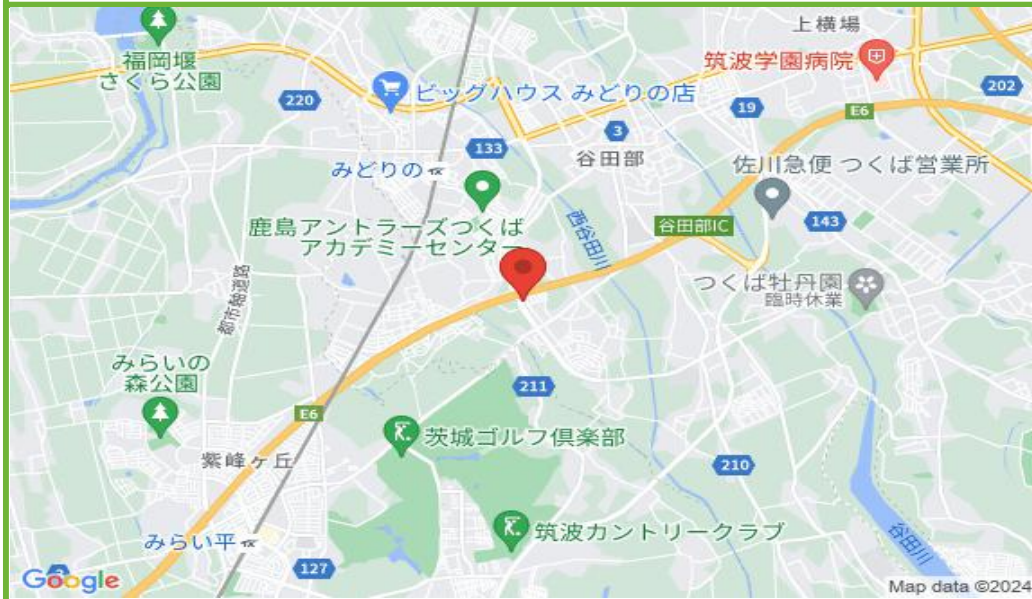 上横場
福岡堰
さくら公園
筑波学園病院
202
220
ビッグハウス みどりの店
19
E6
3
133
谷田部
みどりの
佐川急便 つくば営業所
鹿島アントラーズつくば
アカデミーセンター
西谷田川
谷田部IC
143
つくば牡丹園
臨時休業
都市軸道路
みらいの
森公園
211
E6
茨城ゴルフ倶楽部
紫峰ヶ丘
210
筑波カントリークラブ
みらい平
谷田川
127
3
Google
Map data ©2024